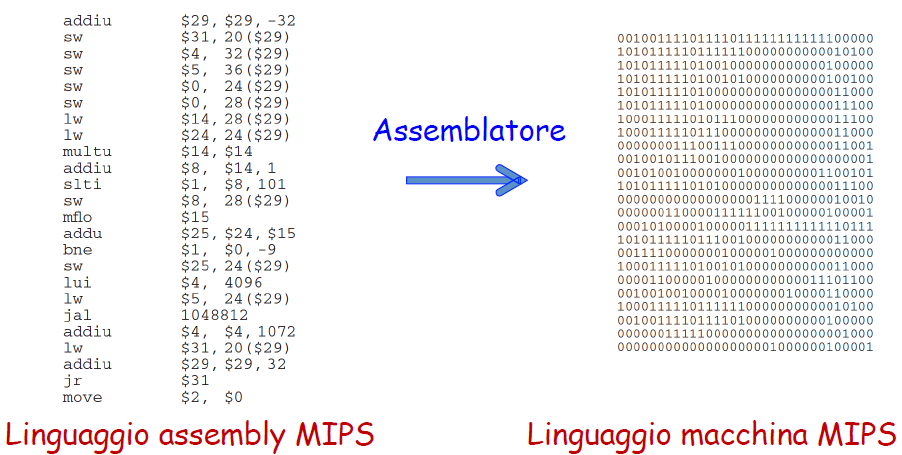 addiu $29, $29, -32
sw $31, 20($29)
sw $4, 32($29)
sw $5, 36($29)
sw $0, 24($29)
sw $0, 28($29)
lw $14, 28($29)
lw $24, 24($29)
multu $14, $14
addiu $8, $14, 1
slti $1, $8, 101
sw $8, 28($29)
mflo $15
addu $25, $24, $15
bne $1, $0, -9
sw $25, 24($29)
lui $4, 4096
lw $5, 24($29)
jal 1048812
addiu $4, $4, 1072
lw $31, 20($29)
addiu $29, $29, 32
jr $31
move $2, $0
Linguaggio assembly MIPS
Assemblatore
00100111101111011111111111100000
10101111101111110000000000010100
10101111101001000000000000100000
10101111101001010000000000100100
10101111101000000000000000011000
10101111101000000000000000011100
10001111101011100000000000011100
10001111101110000000000000011000
00000001110011100000000000011001
00100101110010000000000000000001
00101001000000010000000001100101
10101111101010000000000000011100
00000000000000000111100000010010
00000011000011111100100000100001
00010100001000001111111111110111
10101111101110010000000000011000
00111100000001000001000000000000
10001111101001010000000000011000
00001100000100000000000011101100
00100100100001000000010000110000
10001111101111110000000000010100
00100111101111010000000000100000
00000011111000000000000000001000
00000000000000000001000000100001
Linguaggio macchina MIPS